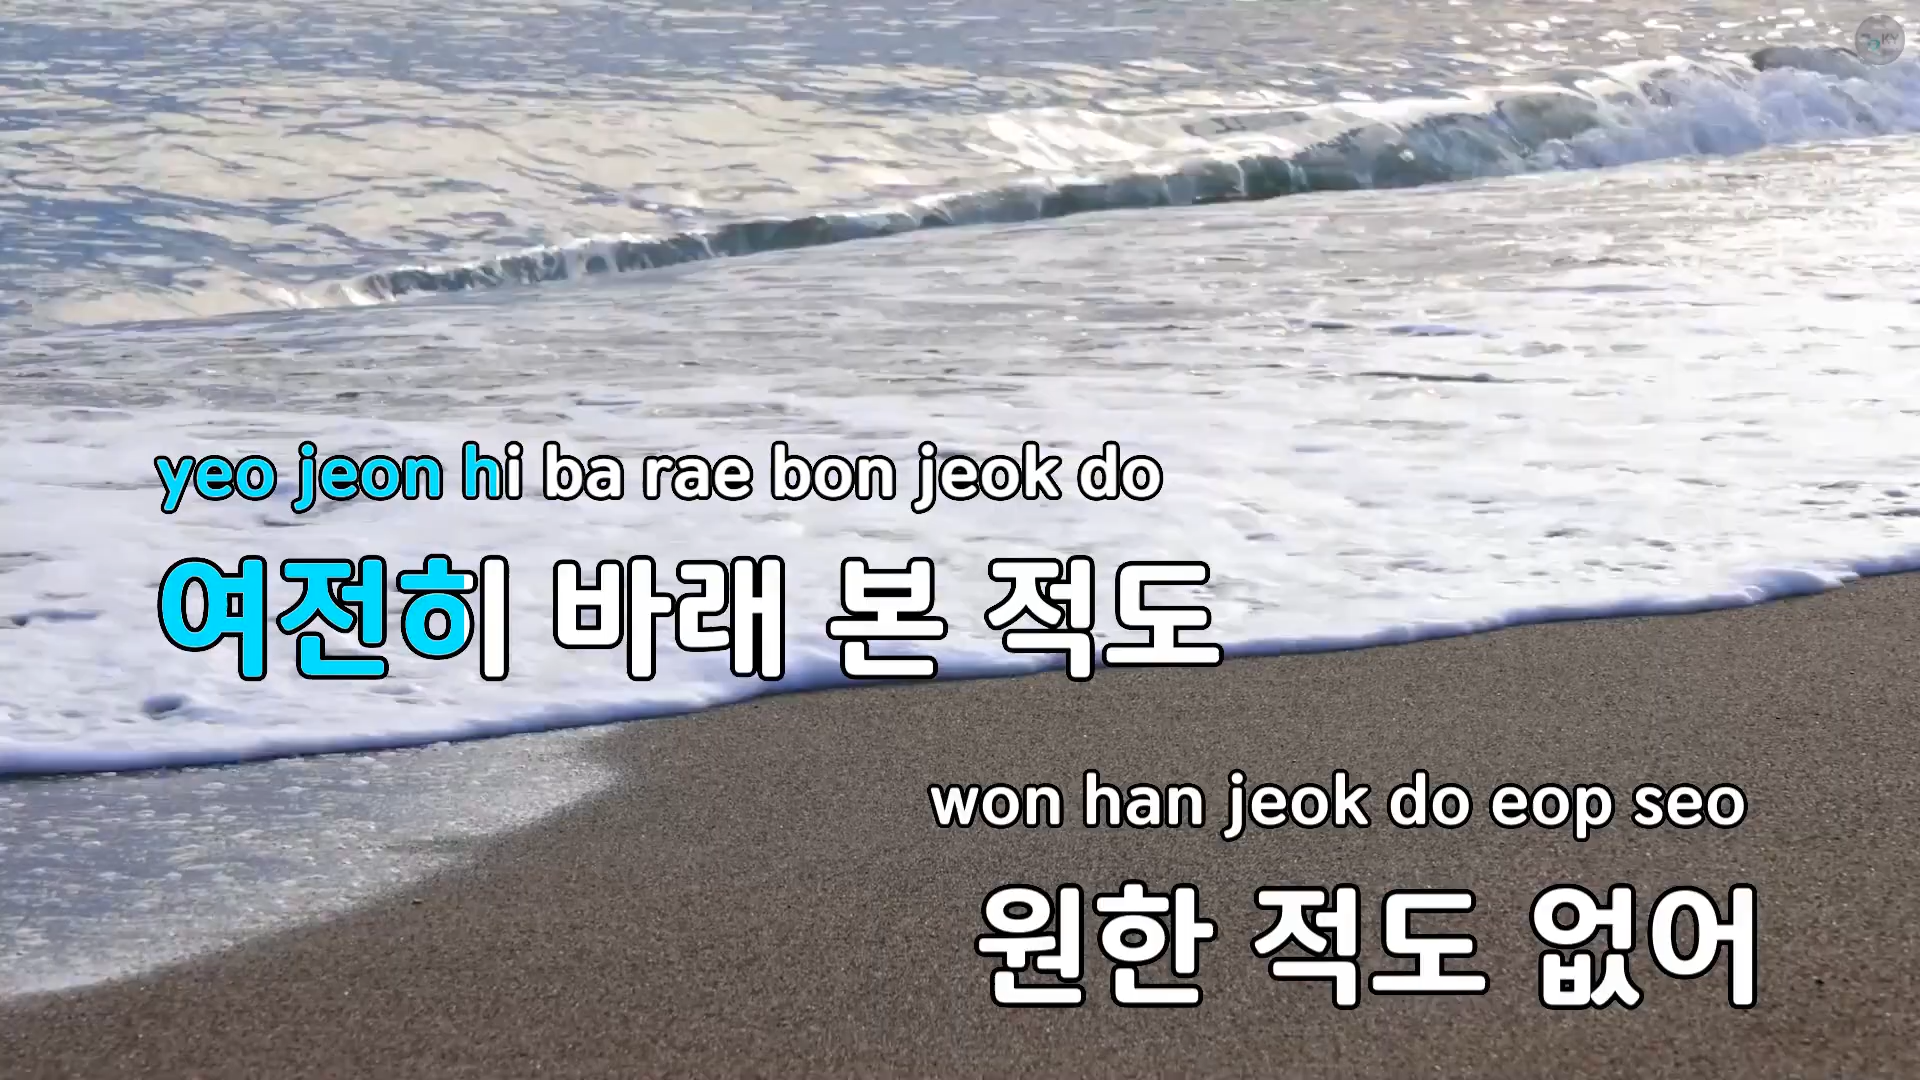 yeo jeon hi ba rae bon jeok do
여전히 바래 본 적도
won han jeok do eop seo
원한 적도 없어